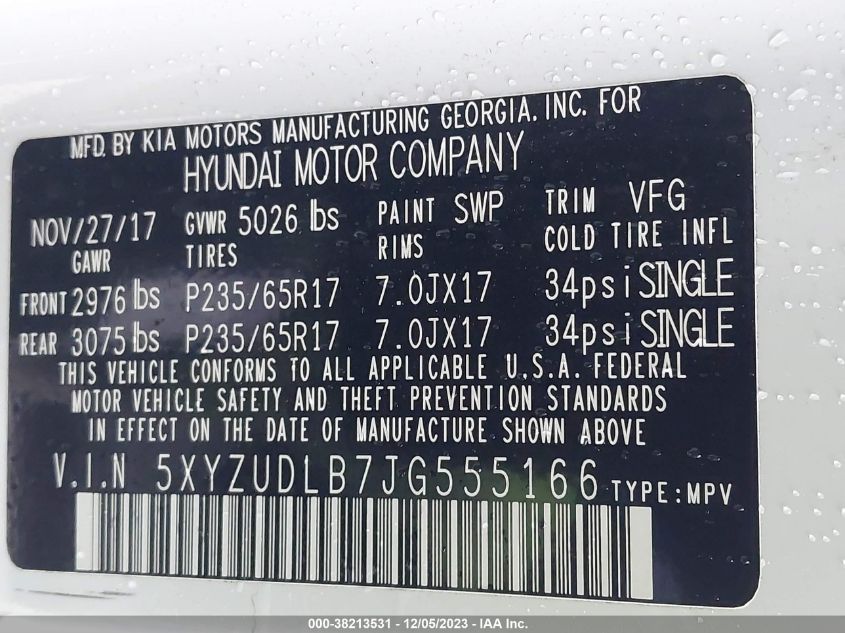 MFD. BY KIA MOTORS MANUFACTURING GEORGIA. INC. FOR
HYUNDAI MOTOR COMPANY
NOV/27/17 GVWR 5026 lbs PAINT SWP TRIM VFG
GAWR TIRES RIMS COLD TIRE INFL
FRONT 2976 lbs P235/65R17 7.0JX17 34psi SINGLE
REAR 3075 lbs P235/65R17 7.0JX17 34psi SINGLE
THIS VEHICLE CONFORMS TO ALL APPLICABLE U.S.A. FEDERAL
MOTOR VEHICLE SAFETY AND THEFT PREVENTION STANDARDS
IN EFFECT ON THE DATE OF MANUFACTURE SHOWN ABOVE
V.I.N 5XYZUDLB7JG555166 TYPE:MPV
000-38213531 - 12/05/2023 - IAA Inc.